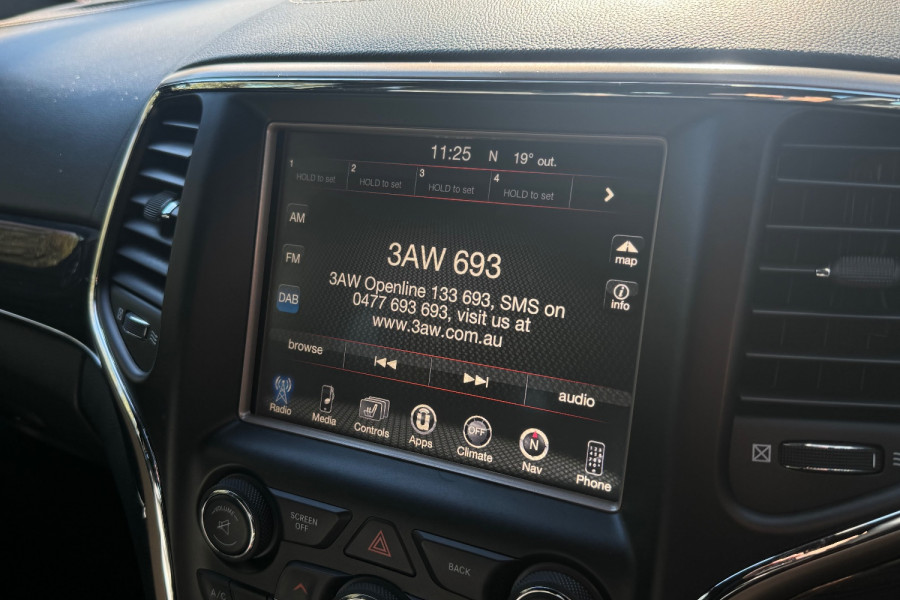 11:25 N 19° out.
1 2 3 4
HOLD to set HOLD to set HOLD to set HOLD to set
AM
FM
DAB
3AW 693
3AW Openline 133 693, SMS on
0477 693 693, visit us at
www.3aw.com.au
map
info
browse
audio
Radio Media Controls Apps Climate Nav Phone
OFF
N
VOLUME
SCREEN
OFF
BACK
A/C